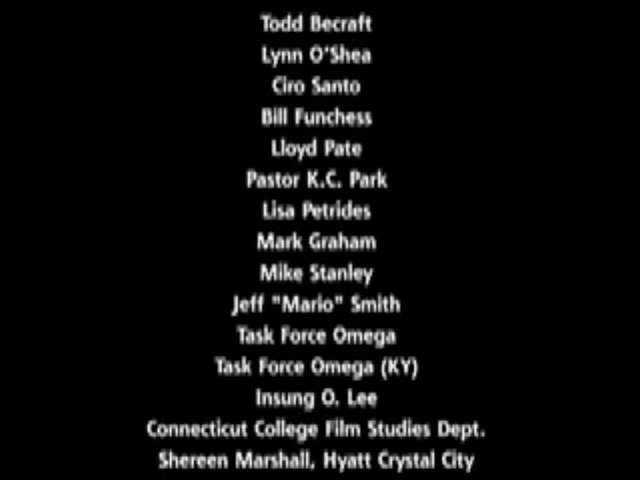 Todd Becraft
Lynn O'Shea
Ciro Santo
Bill Funchess
Lloyd Pate
Pastor K.C. Park
Lisa Petrides
Mark Graham
Mike Stanley
Jeff "Mario" Smith
Task Force Omega
Task Force Omega (KY)
Insung O. Lee
Connecticut College Film Studies Dept.
Shereen Marshall, Hyatt Crystal City